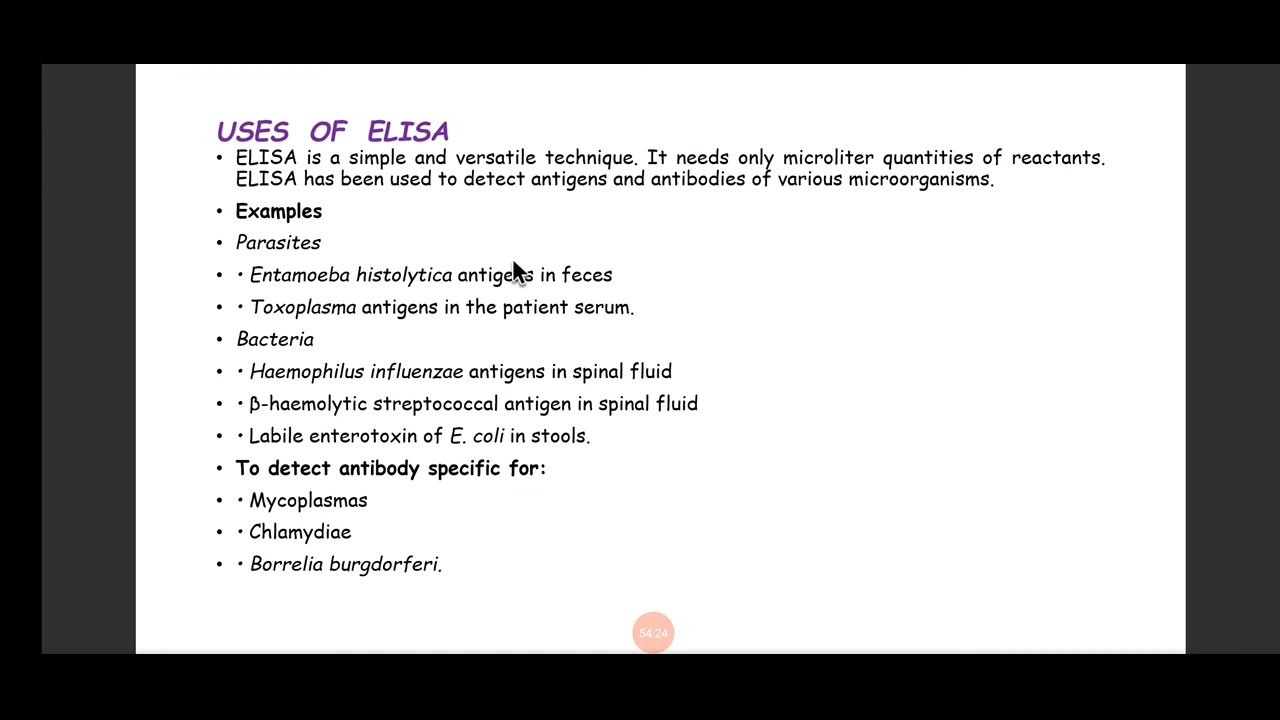 USES OF ELISA
• ELISA is a simple and versatile technique. It needs only microliter quantities of reactants.
ELISA has been used to detect antigens and antibodies of various microorganisms.
• Examples
• Parasites
• • Entamoeba histolytica antigens in feces
• • Toxoplasma antigens in the patient serum.
• Bacteria
• • Haemophilus influenzae antigens in spinal fluid
• • β-haemolytic streptococcal antigen in spinal fluid
• • Labile enterotoxin of E. coli in stools.
• To detect antibody specific for:
• • Mycoplasmas
• • Chlamydiae
• • Borrelia burgdorferi.
54:24